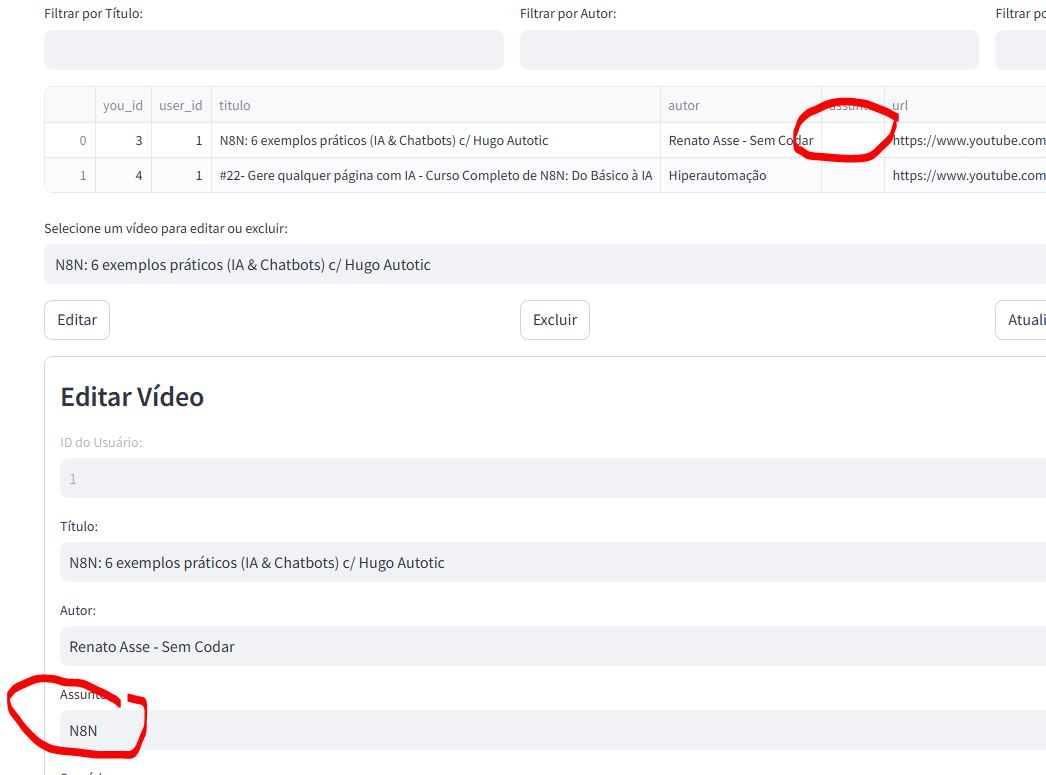 Filtrar por Título: Filtrar por Autor: Filtrar po
you_id user_id titulo autor assunto url
0 3 1 N8N: 6 exemplos práticos (IA & Chatbots) c/ Hugo Autotic Renato Asse - Sem Codar https://www.youtube.com
1 4 1 #22- Gere qualquer página com IA - Curso Completo de N8N: Do Básico à IA Hiperautomação https://www.youtube.com
Selecione um vídeo para editar ou excluir:
N8N: 6 exemplos práticos (IA & Chatbots) c/ Hugo Autotic
Editar Excluir Atuali
Editar Vídeo
ID do Usuário:
1
Título:
N8N: 6 exemplos práticos (IA & Chatbots) c/ Hugo Autotic
Autor:
Renato Asse - Sem Codar
Assunto
N8N